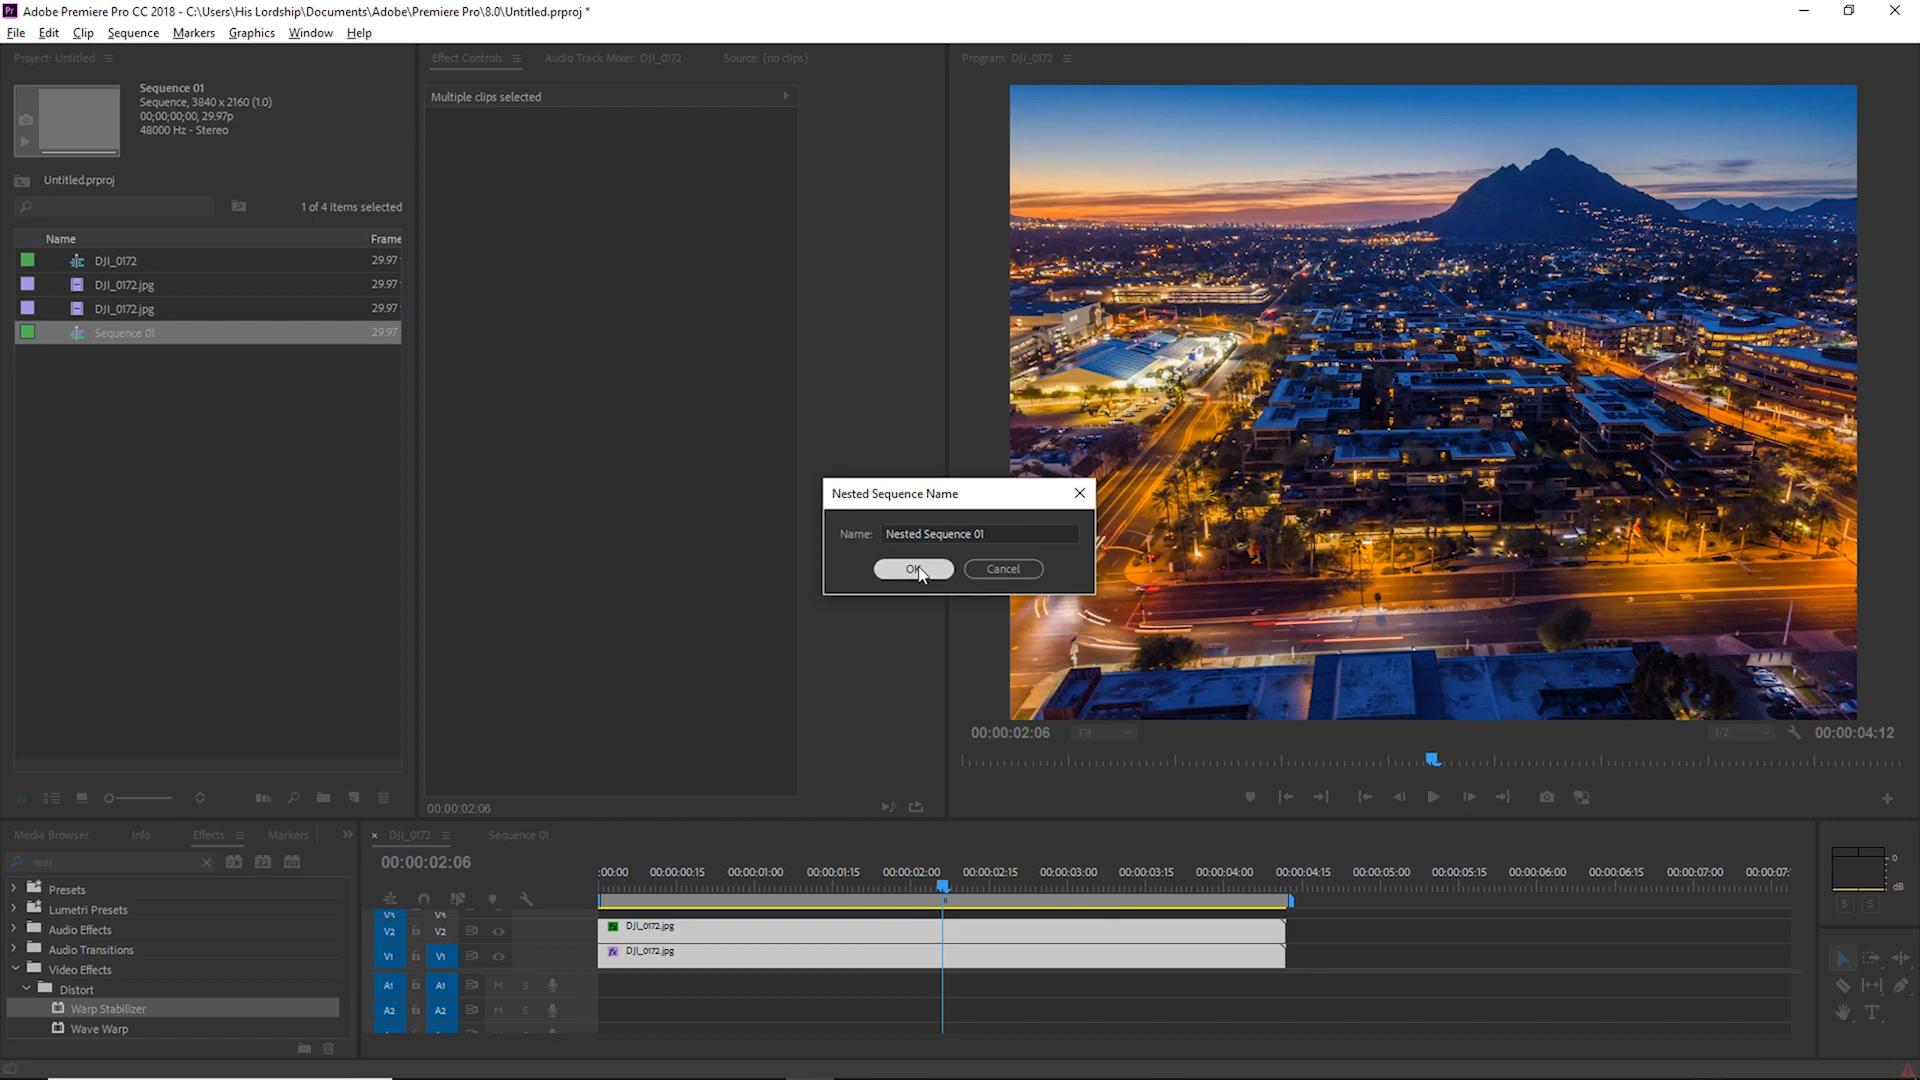 Adobe Premiere Pro CC 2018 - C:\Users\His Lordship\Documents\Adobe\Premiere Pro\8.0\Untitled.prproj *
File Edit Clip Sequence Markers Graphics Window Help
Project: Untitled
Effect Controls Audio Track Mixer: DJI_0172 Source: (no clips)
Program: DJI_0172
Sequence 01
Sequence, 3840 x 2160 (1.0)
00;00;00;00, 29.97p
48000 Hz - Stereo
Multiple clips selected
Untitled.prproj
1 of 4 items selected
Name Frame
DJI_0172 29.97
DJI_0172.jpg 29.97
DJI_0172.jpg 29.97
Sequence 01 29.97
Nested Sequence Name
Name: Nested Sequence 01
OK Cancel
00:00:02:06 Fit 1/2 00:00:04:12
00:00:02:06
Media Browser Info Effects Markers
war
Presets
Lumetri Presets
Audio Effects
Audio Transitions
Video Effects
Distort
Warp Stabilizer
Wave Warp
DJI_0172 Sequence 01
00:00:02:06
:00:00 00:00:00:15 00:00:01:00 00:00:01:15 00:00:02:00 00:00:02:15 00:00:03:00 00:00:03:15 00:00:04:00 00:00:04:15 00:00:05:00 00:00:05:15 00:00:06:00 00:00:06:15 00:00:07:00 00:00:07:
V3 V3
V2 V2 DJI_0172.jpg
V1 V1 DJI_0172.jpg
A1 A1 M S
A2 A2 M S
0
dB
S S